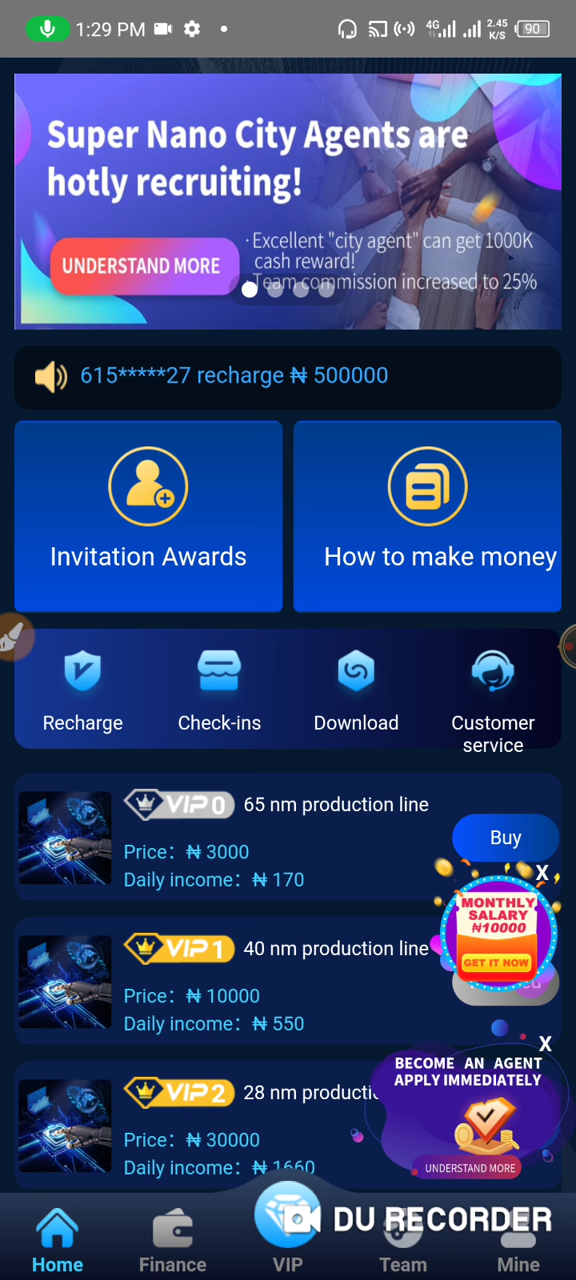 1:29 PM
4G
2.45
K/S
90
Super Nano City Agents are
hotly recruiting!
UNDERSTAND MORE
· Excellent "city agent" can get 1000K
cash reward!
· Team commission increased to 25%
615*****27 recharge ₦ 500000
Invitation Awards
How to make money
Recharge
Check-ins
Download
Customer
service
VIP 0
65 nm production line
Price: ₦ 3000
Daily income: ₦ 170
Buy
X
MONTHLY
SALARY
₦10000
GET IT NOW
VIP 1
40 nm production line
Price: ₦ 10000
Daily income: ₦ 550
X
BECOME AN AGENT
APPLY IMMEDIATELY
UNDERSTAND MORE
VIP 2
28 nm
Price: ₦ 30000
Daily income: ₦ 1660
DU RECORDER
Home
Finance
VIP
Team
Mine